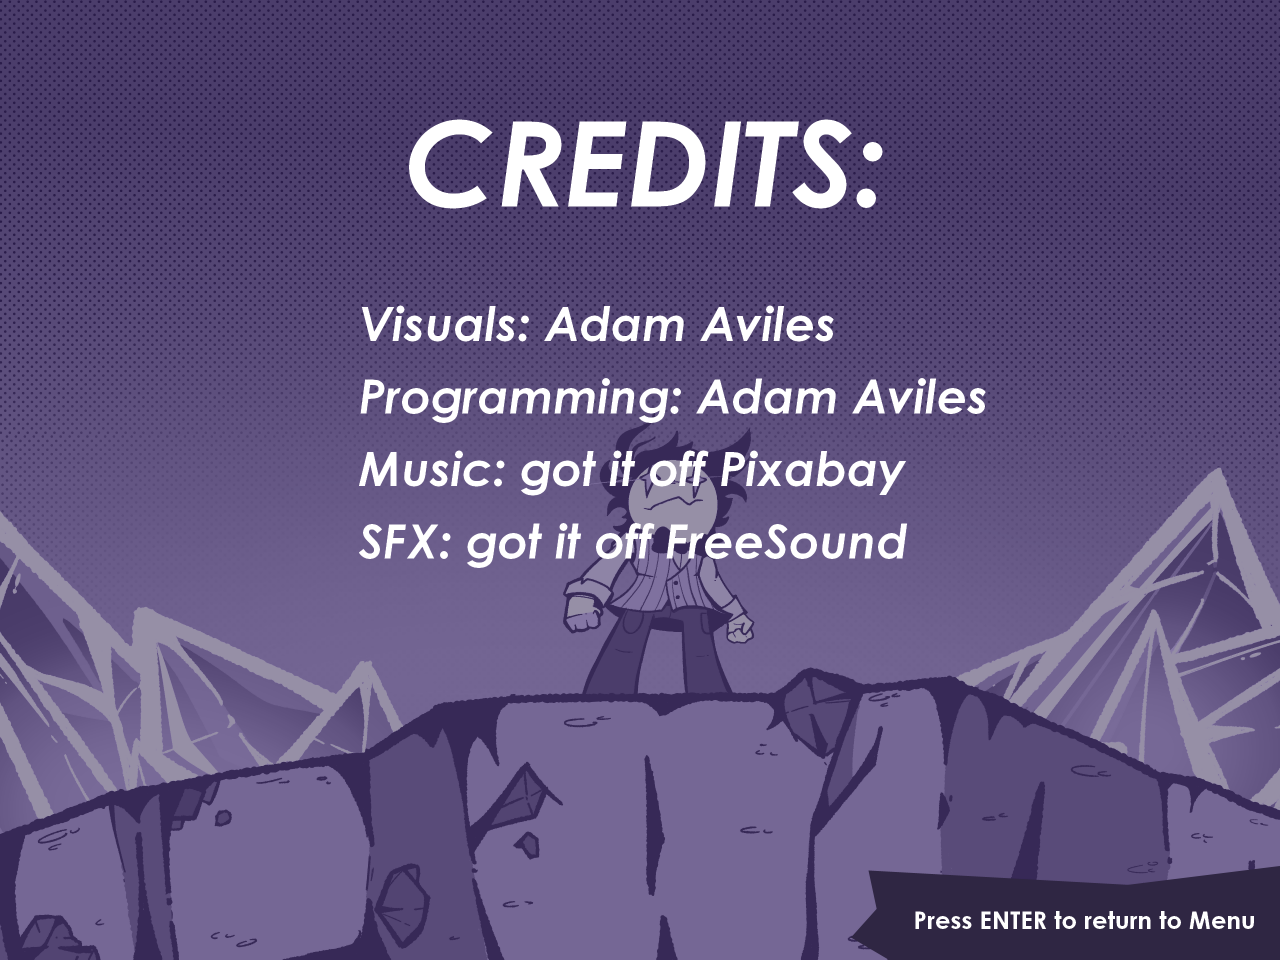 CREDITS:
Visuals: Adam Aviles
Programming: Adam Aviles
Music: got it off Pixabay
SFX: got it off FreeSound
Press ENTER to return to Menu